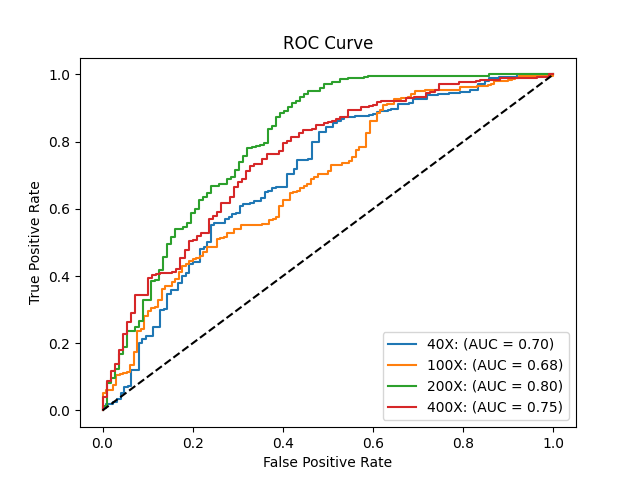 ROC Curve
1.0
0.8
0.6
0.4
0.2
0.0
True Positive Rate
40X: (AUC = 0.70)
100X: (AUC = 0.68)
200X: (AUC = 0.80)
400X: (AUC = 0.75)
0.0 0.2 0.4 0.6 0.8 1.0
False Positive Rate